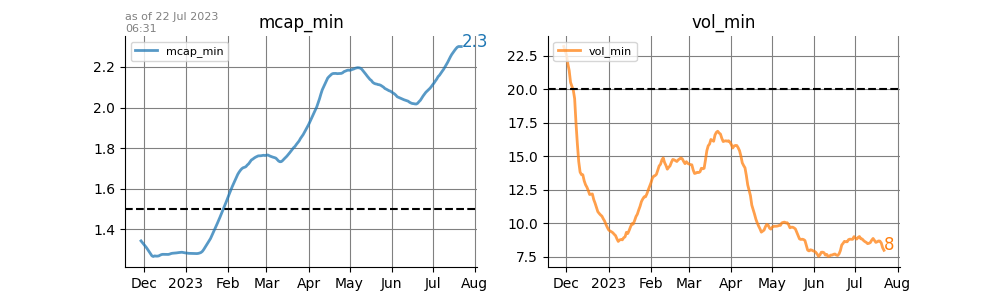 as of 22 Jul 2023
06:31
mcap_min
mcap_min
2.3
2.2
2.0
1.8
1.6
1.4
Dec 2023 Feb Mar Apr May Jun Jul Aug
vol_min
vol_min
22.5
20.0
17.5
15.0
12.5
10.0
7.5
8
Dec 2023 Feb Mar Apr May Jun Jul Aug